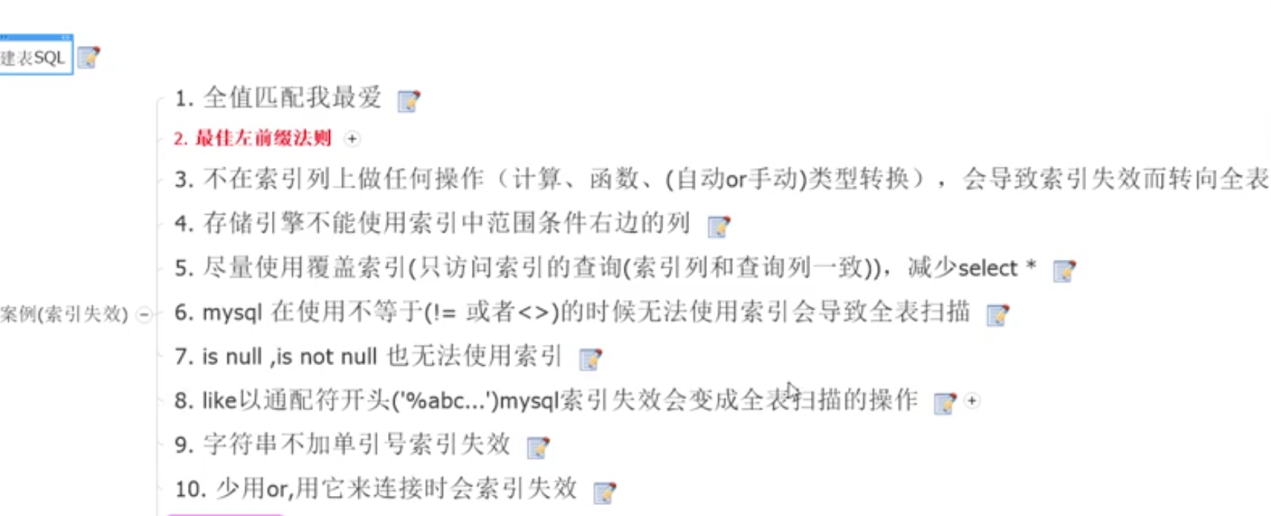 建表SQL
1. 全值匹配我最爱
2. 最佳左前缀法则
3. 不在索引列上做任何操作（计算、函数、(自动or手动)类型转换），会导致索引失效而转向全表
4. 存储引擎不能使用索引中范围条件右边的列
5. 尽量使用覆盖索引(只访问索引的查询(索引列和查询列一致))，减少select *
案例(索引失效)
6. mysql 在使用不等于(!= 或者<>)的时候无法使用索引会导致全表扫描
7. is null ,is not null 也无法使用索引
8. like以通配符开头('%abc...')mysql索引失效会变成全表扫描的操作
9. 字符串不加单引号索引失效
10. 少用or,用它来连接时会索引失效